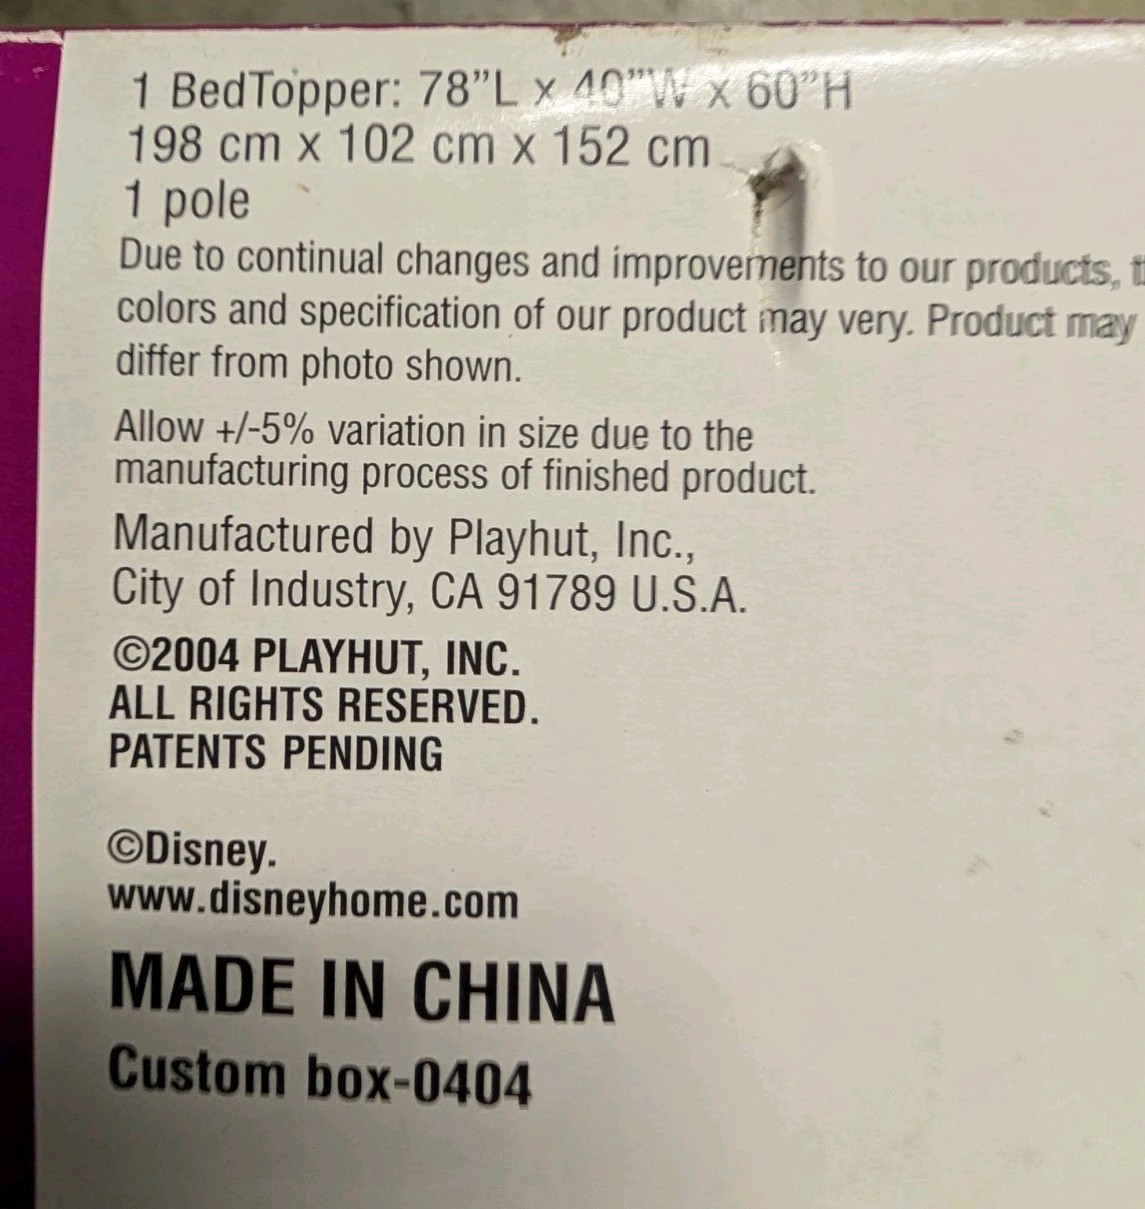 1 BedTopper: 78”L x 40”W x 60”H
198 cm x 102 cm x 152 cm
1 pole
Due to continual changes and improvements to our products,
colors and specification of our product may very. Product may
differ from photo shown.
Allow +/-5% variation in size due to the
manufacturing process of finished product.
Manufactured by Playhut, Inc.,
City of Industry, CA 91789 U.S.A.
©2004 PLAYHUT, INC.
ALL RIGHTS RESERVED.
PATENTS PENDING
©Disney.
www.disneyhome.com
MADE IN CHINA
Custom box-0404